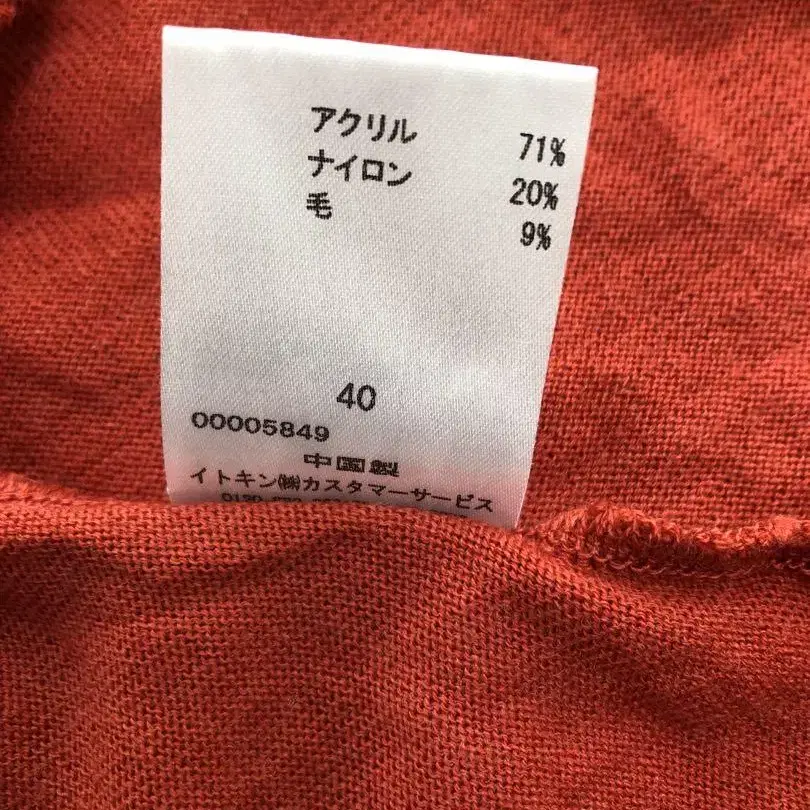 アクリル 71%
ナイロン 20%
毛 9%
40
00005849
中国製
イトキン㈱カスタマーサービス